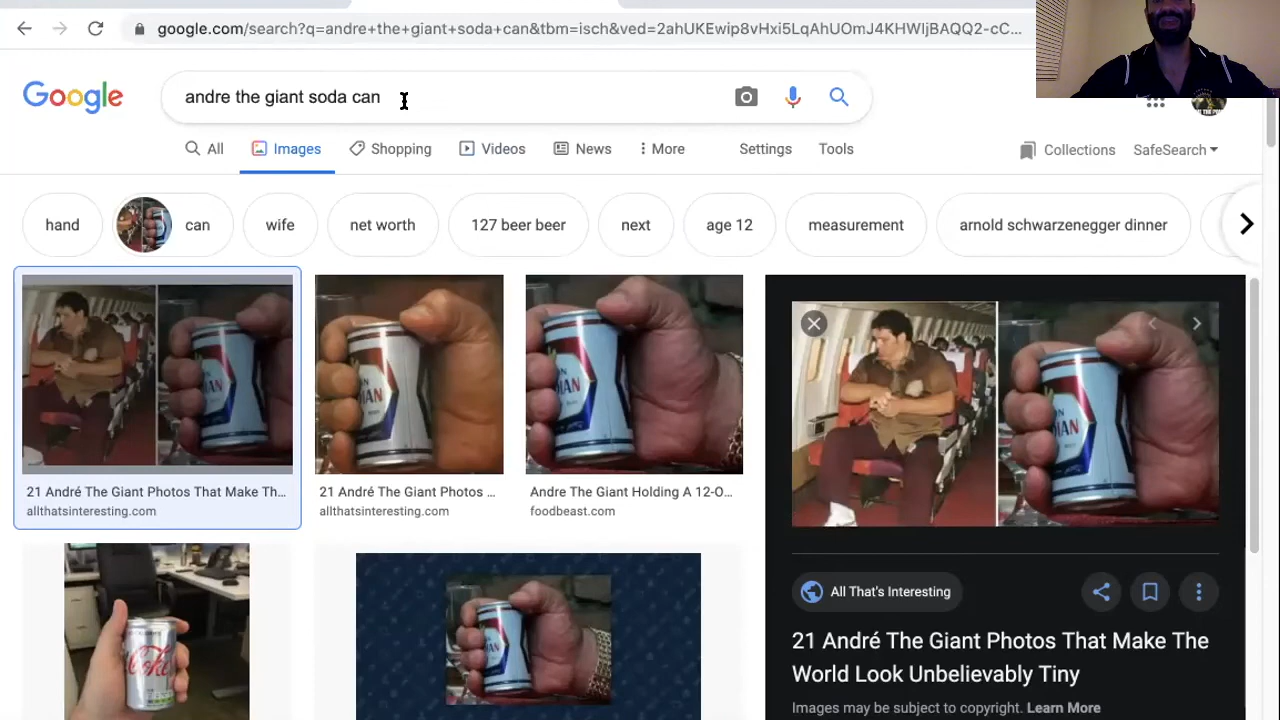 google.com/search?q=andre+the+giant+soda+can&tbm=isch&ved=2ahUKEwip8vHxi5LqAhUOmJ4KHWIjBAQQ2-cC...
Google
andre the giant soda can
All
Images
Shopping
Videos
News
More
Settings
Tools
Collections
SafeSearch
hand
can
wife
net worth
127 beer beer
next
age 12
measurement
arnold schwarzenegger dinner
21 André The Giant Photos That Make Th...
allthatsinteresting.com
21 André The Giant Photos ...
allthatsinteresting.com
Andre The Giant Holding A 12-O...
foodbeast.com
All That's Interesting
21 André The Giant Photos That Make The
World Look Unbelievably Tiny
Images may be subject to copyright. Learn More